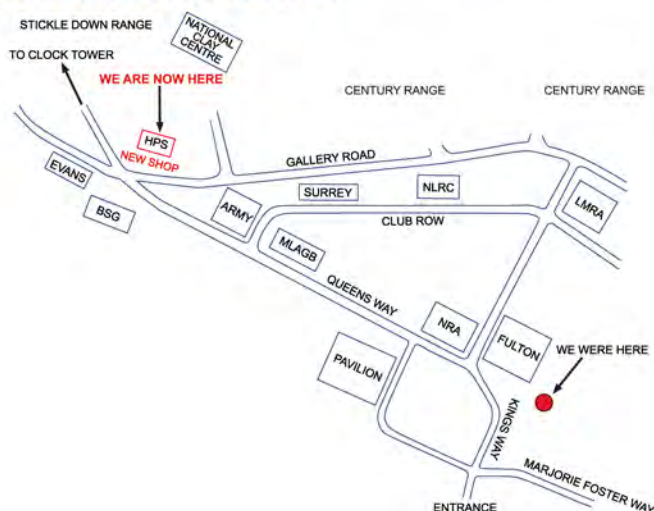 STICKLE DOWN RANGE
NATIONAL
CLAY
CENTRE
TO CLOCK TOWER
WE ARE NOW HERE
CENTURY RANGE
CENTURY RANGE
HPS
NEW SHOP
GALLERY ROAD
EVANS
SURREY
NLRC
BSG
ARMY
LMRA
CLUB ROW
MLAGB
QUEENS WAY
NRA
FULTON
WE WERE HERE
PAVILION
KINGS WAY
MARJORIE FOSTER WAY
ENTRANCE